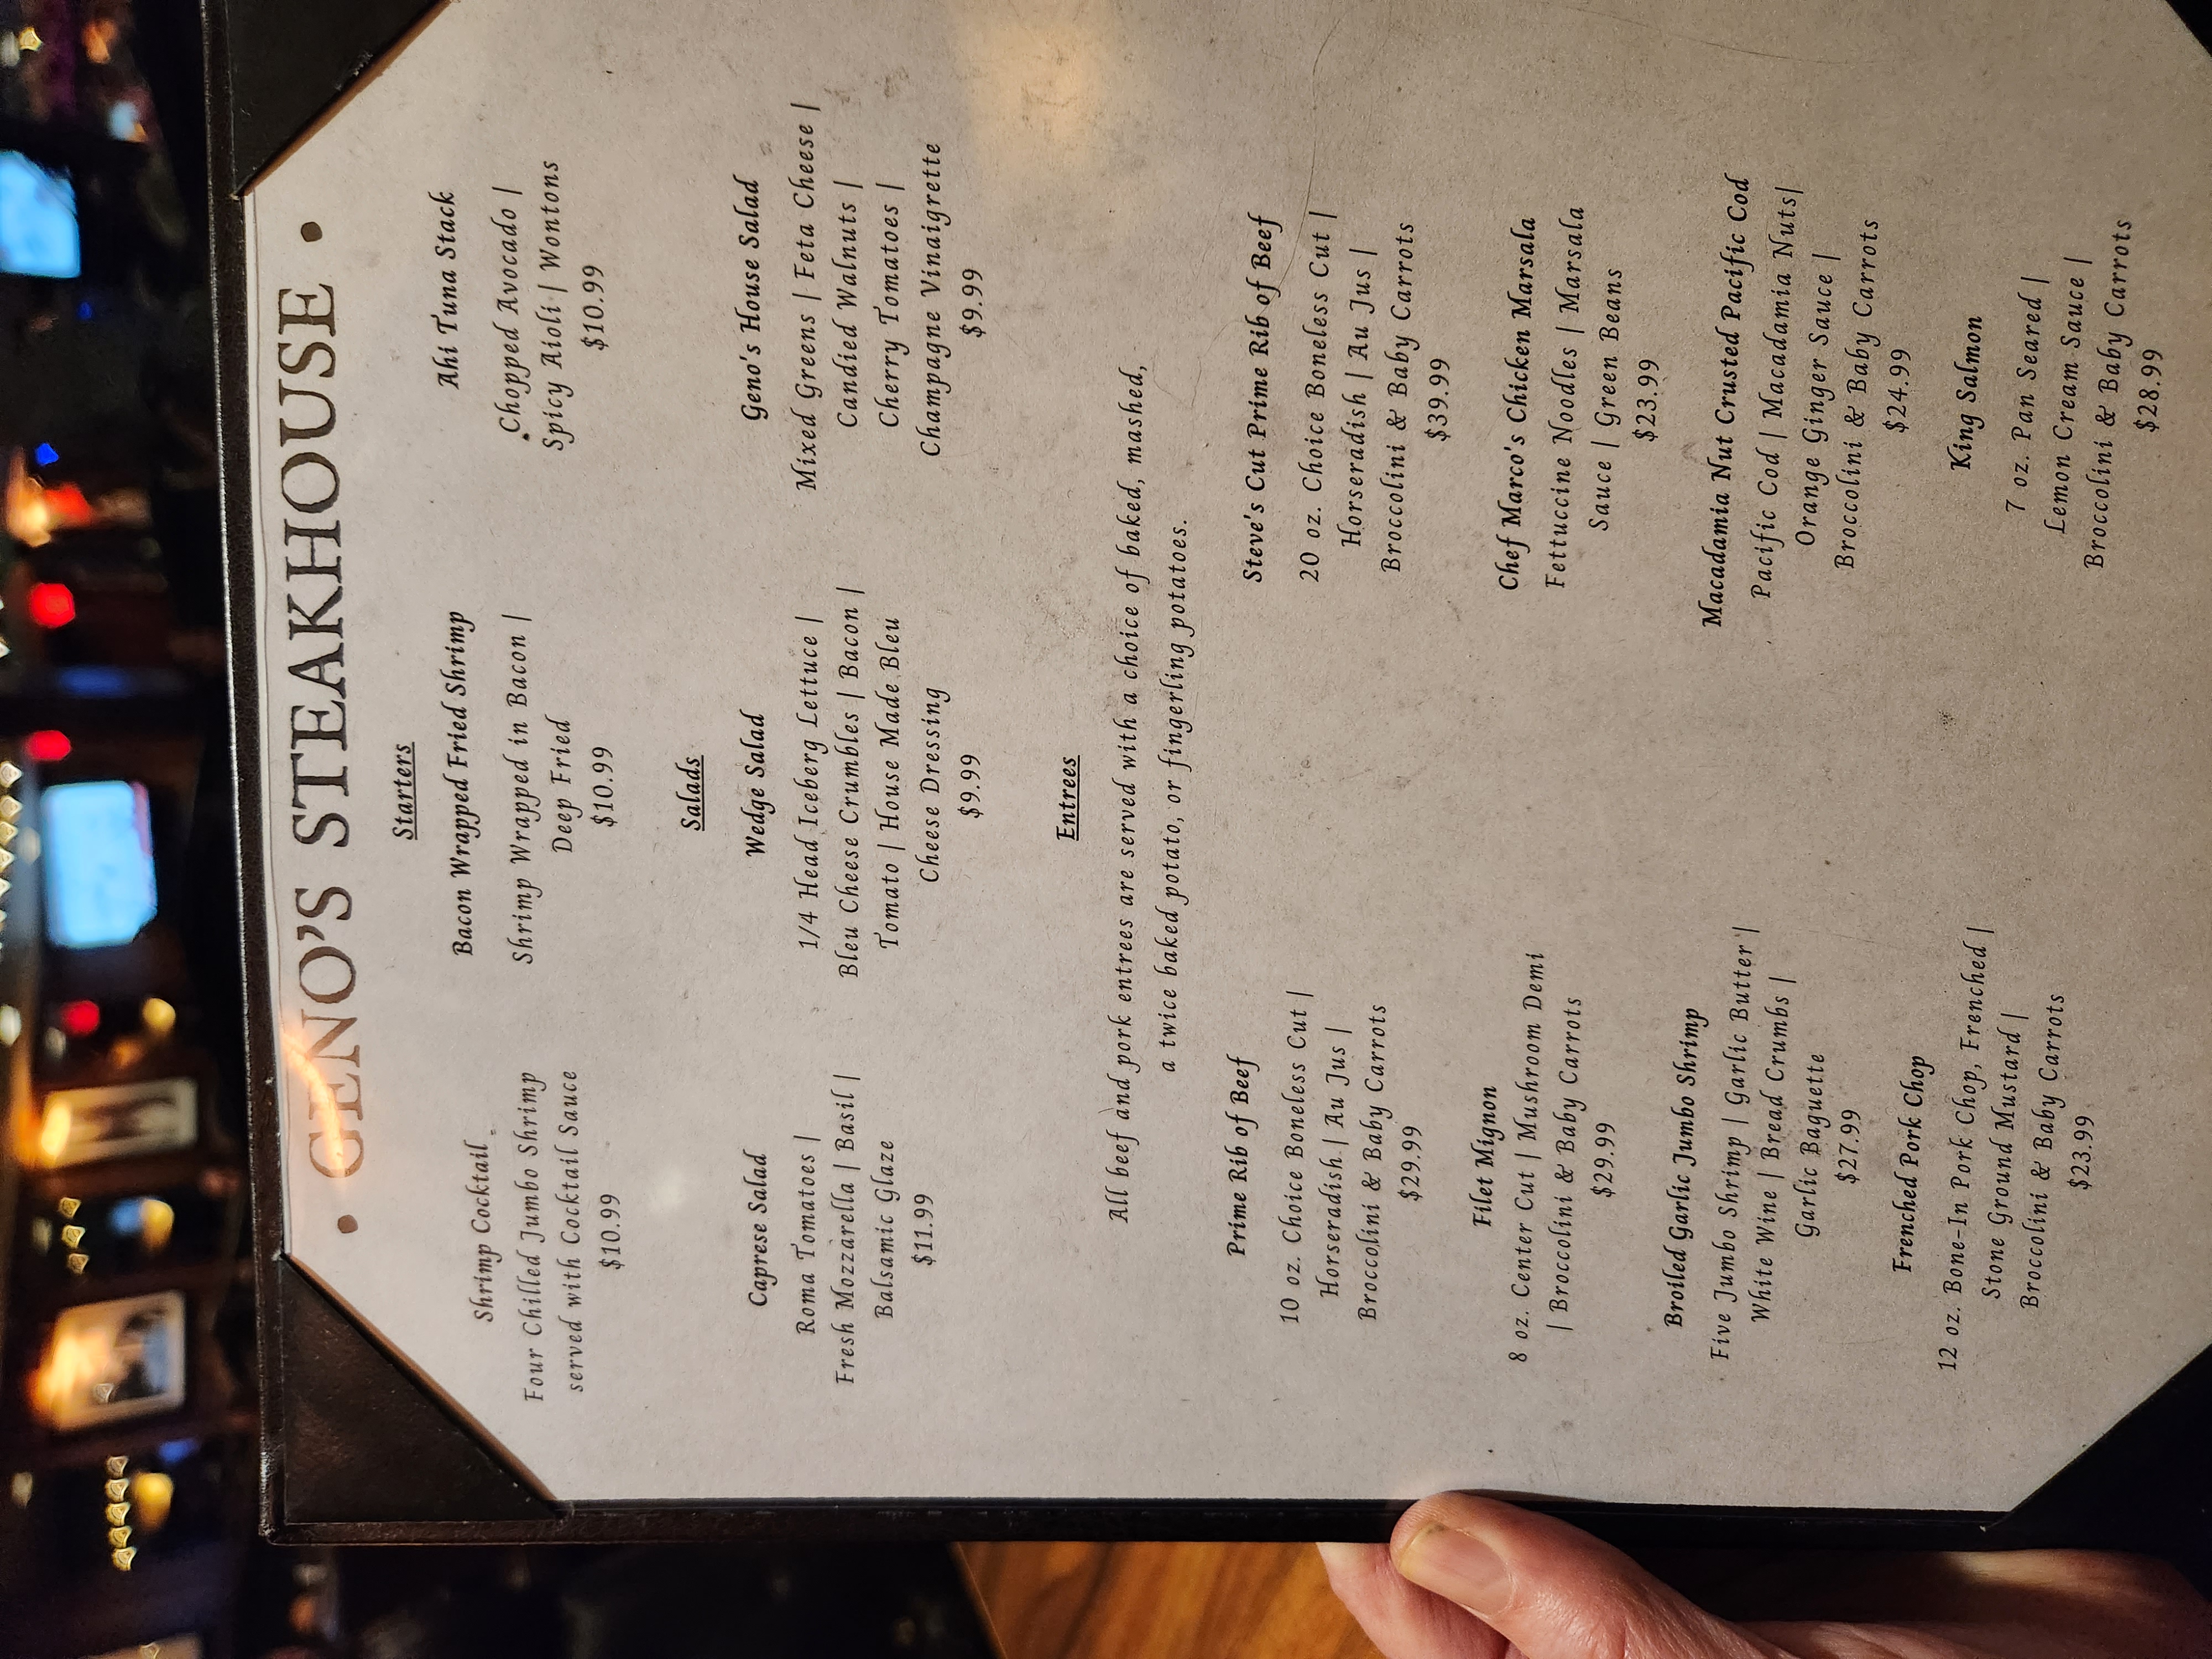 • GENO'S STEAKHOUSE •
Starters
Shrimp Cocktail
Four Chilled Jumbo Shrimp
served with Cocktail Sauce
$10.99
Bacon Wrapped Fried Shrimp
Shrimp Wrapped in Bacon |
Deep Fried
$10.99
Ahi Tuna Stack
Chopped Avocado |
Spicy Aioli | Wontons
$10.99
Salads
Caprese Salad
Roma Tomatoes |
Fresh Mozzarella | Basil |
Balsamic Glaze
$11.99
Wedge Salad
1/4 Head Iceberg Lettuce |
Bleu Cheese Crumbles | Bacon |
Tomato | House Made Bleu
Cheese Dressing
$9.99
Geno's House Salad
Mixed Greens | Feta Cheese |
Candied Walnuts |
Cherry Tomatoes |
Champagne Vinaigrette
$9.99
Entrees
All beef and pork entrees are served with a choice of baked, mashed,
a twice baked potato, or fingerling potatoes.
Prime Rib of Beef
10 oz. Choice Boneless Cut |
Horseradish | Au Jus |
Broccolini & Baby Carrots
$29.99
Steve's Cut Prime Rib of Beef
20 oz. Choice Boneless Cut |
Horseradish | Au Jus |
Broccolini & Baby Carrots
$39.99
Filet Mignon
8 oz. Center Cut | Mushroom Demi
| Broccolini & Baby Carrots
$29.99
Chef Marco's Chicken Marsala
Fettuccine Noodles | Marsala
Sauce | Green Beans
$23.99
Broiled Garlic Jumbo Shrimp
Five Jumbo Shrimp | Garlic Butter |
White Wine | Bread Crumbs |
Garlic Baguette
$27.99
Macadamia Nut Crusted Pacific Cod
Pacific Cod | Macadamia Nuts|
Orange Ginger Sauce |
Broccolini & Baby Carrots
$24.99
Frenched Pork Chop
12 oz. Bone-In Pork Chop, Frenched |
Stone Ground Mustard |
Broccolini & Baby Carrots
$23.99
King Salmon
7 oz. Pan Seared |
Lemon Cream Sauce |
Broccolini & Baby Carrots
$28.99